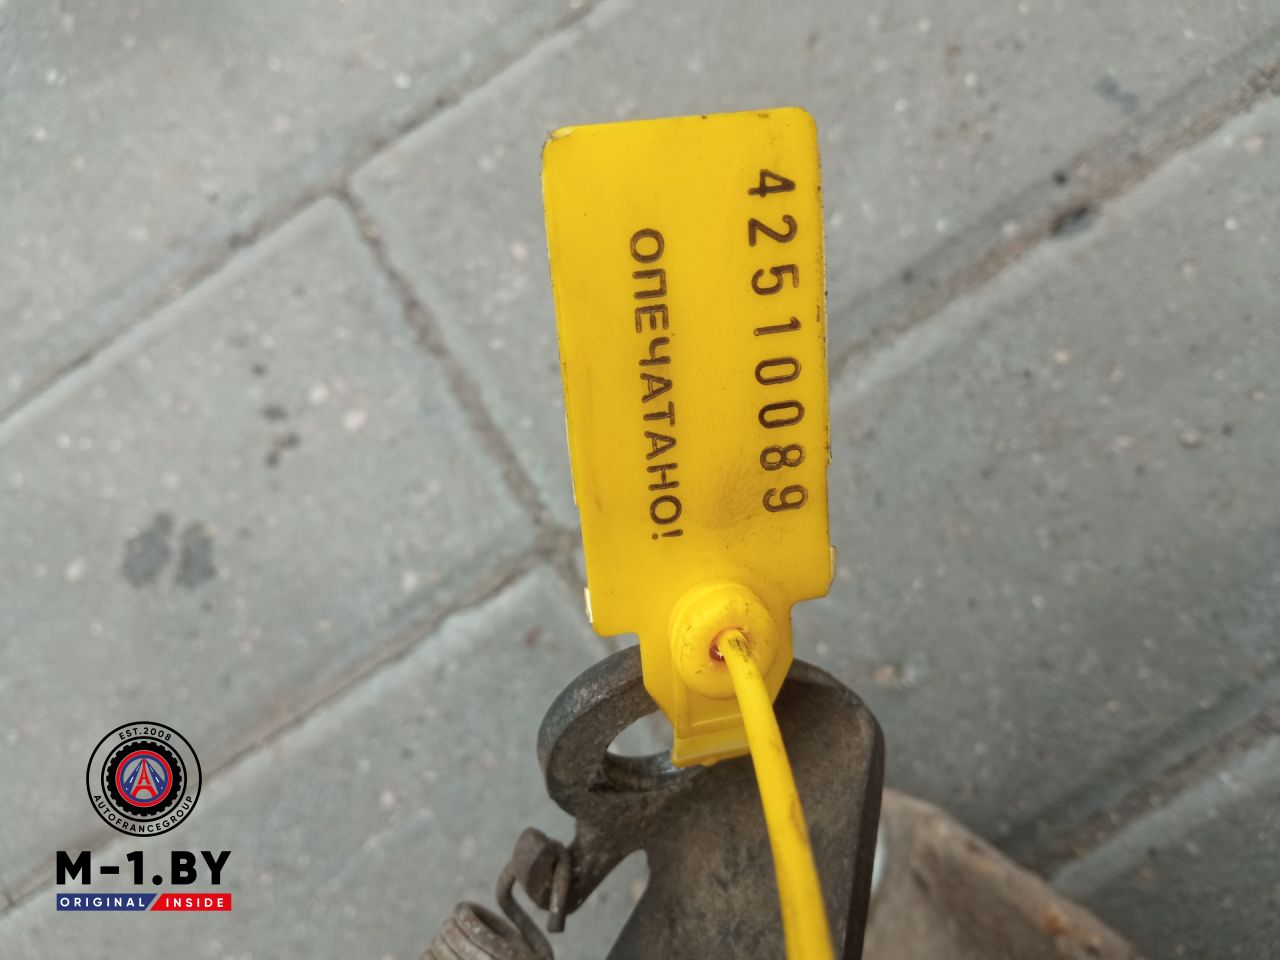 42510089
ОПЕЧАТАНО!
EST.2008
AUTOFRANCEGROUP
M-1.BY
ORIGINAL / INSIDE